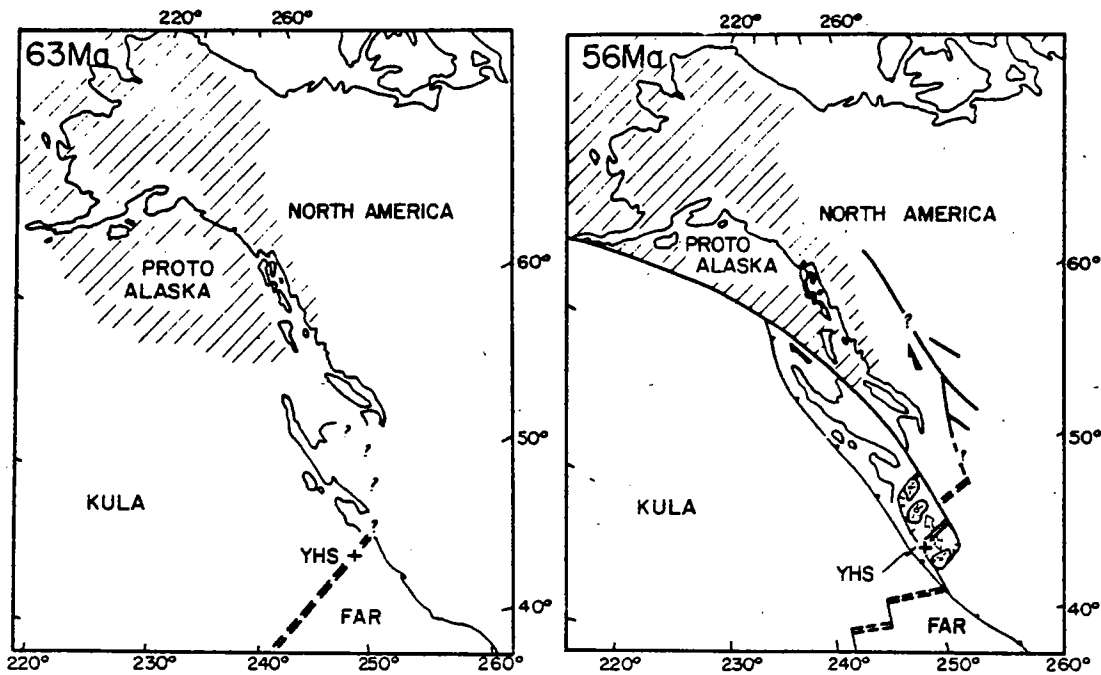 220° 260°
63Ma
NORTH AMERICA
PROTO
ALASKA
60°
?
?
50°
?
KULA
?
YHS +
FAR
40°
220° 230° 240° 250° 260°
220° 260°
56Ma
NORTH AMERICA
PROTO
ALASKA
60°
?
50°
?
KULA
YHS
+
40°
FAR
220° 230° 240° 250° 260°